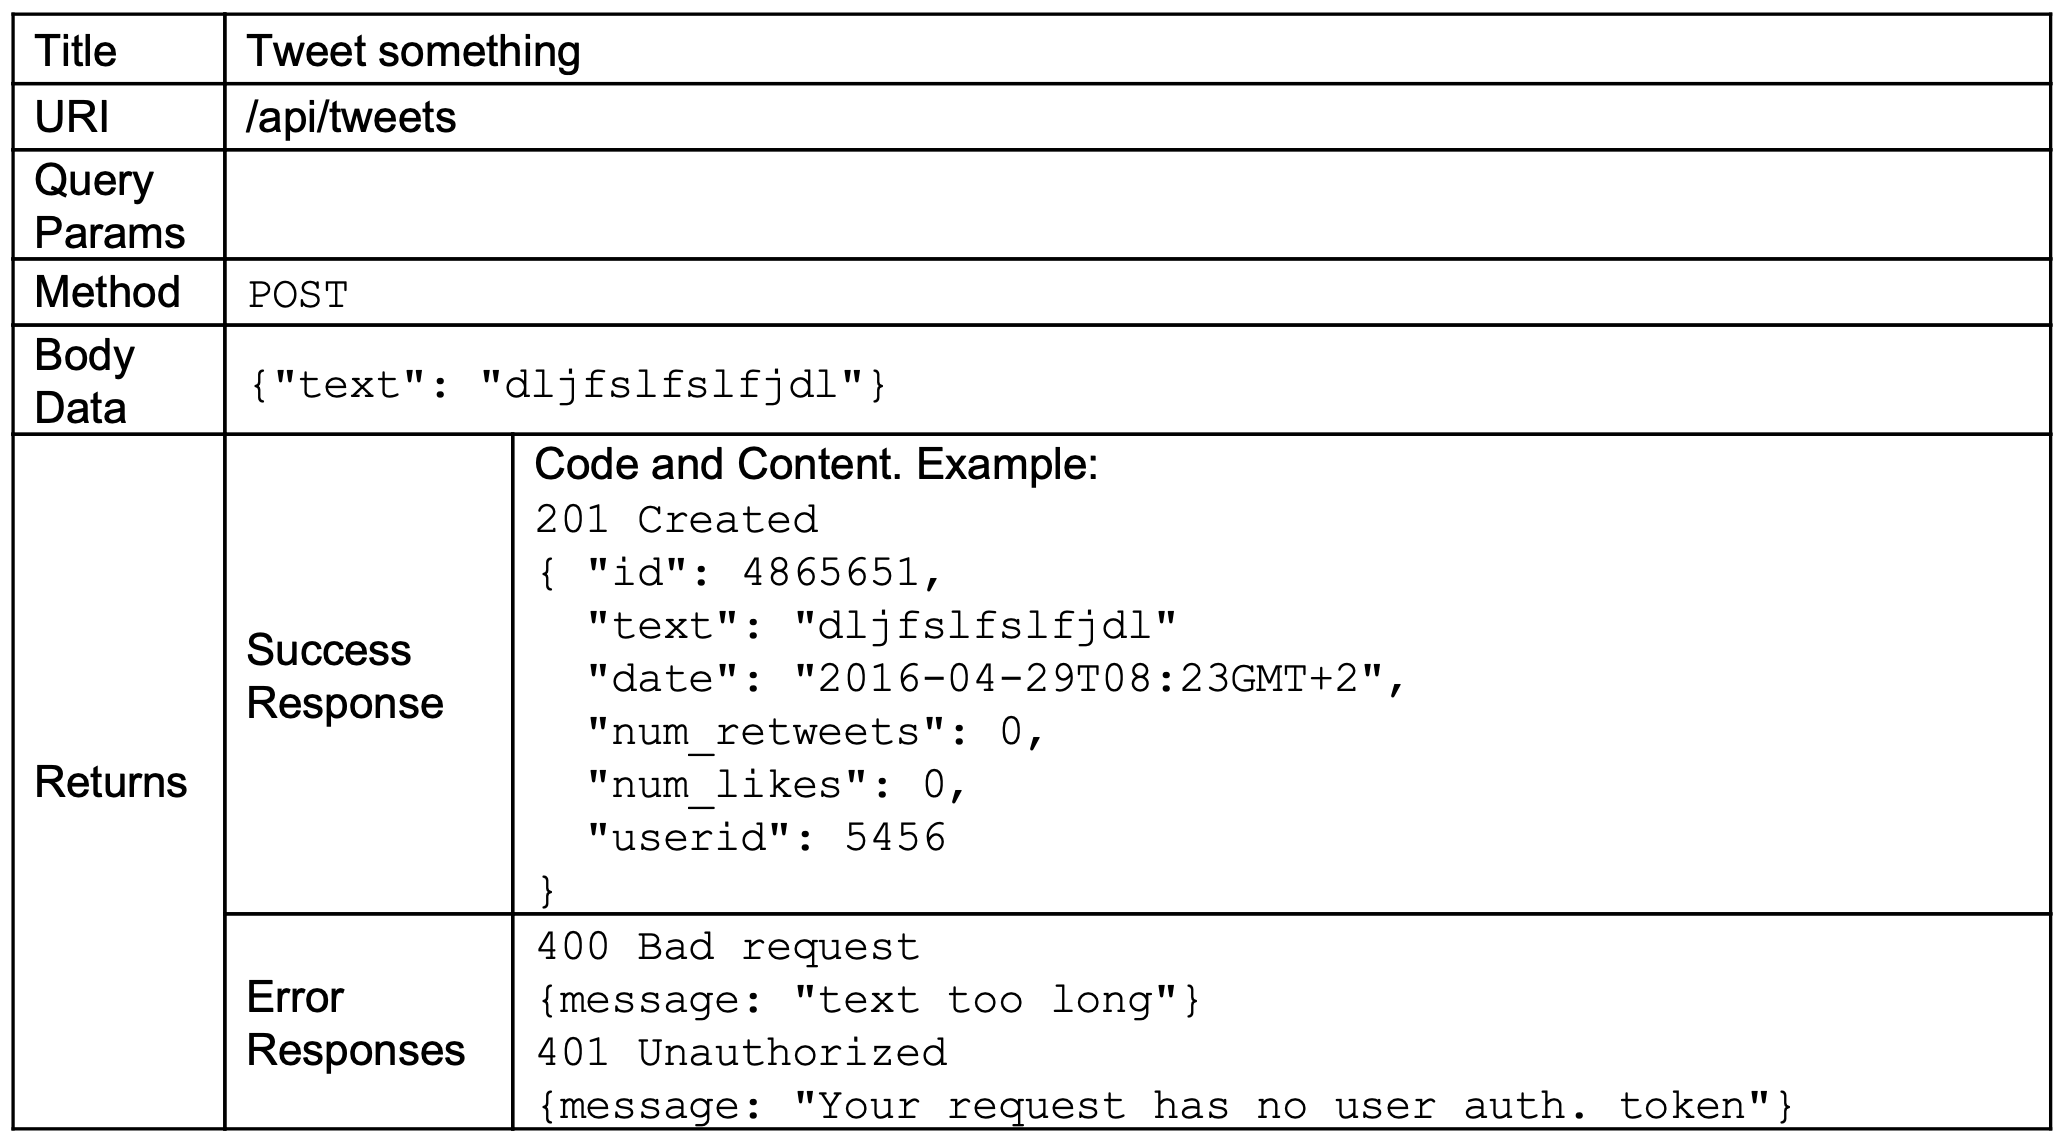 Title
Tweet something
URI
/api/tweets
Query
Params
Method
POST
Body
Data
{"text": "dljfslfslfjdl"}
Returns
Success
Response
Code and Content. Example:
201 Created
{ "id": 4865651,
  "text": "dljfslfslfjdl"
  "date": "2016-04-29T08:23GMT+2",
  "num_retweets": 0,
  "num_likes": 0,
  "userid": 5456
}
Error
Responses
400 Bad request
{message: "text too long"}
401 Unauthorized
{message: "Your request has no user auth. token"}